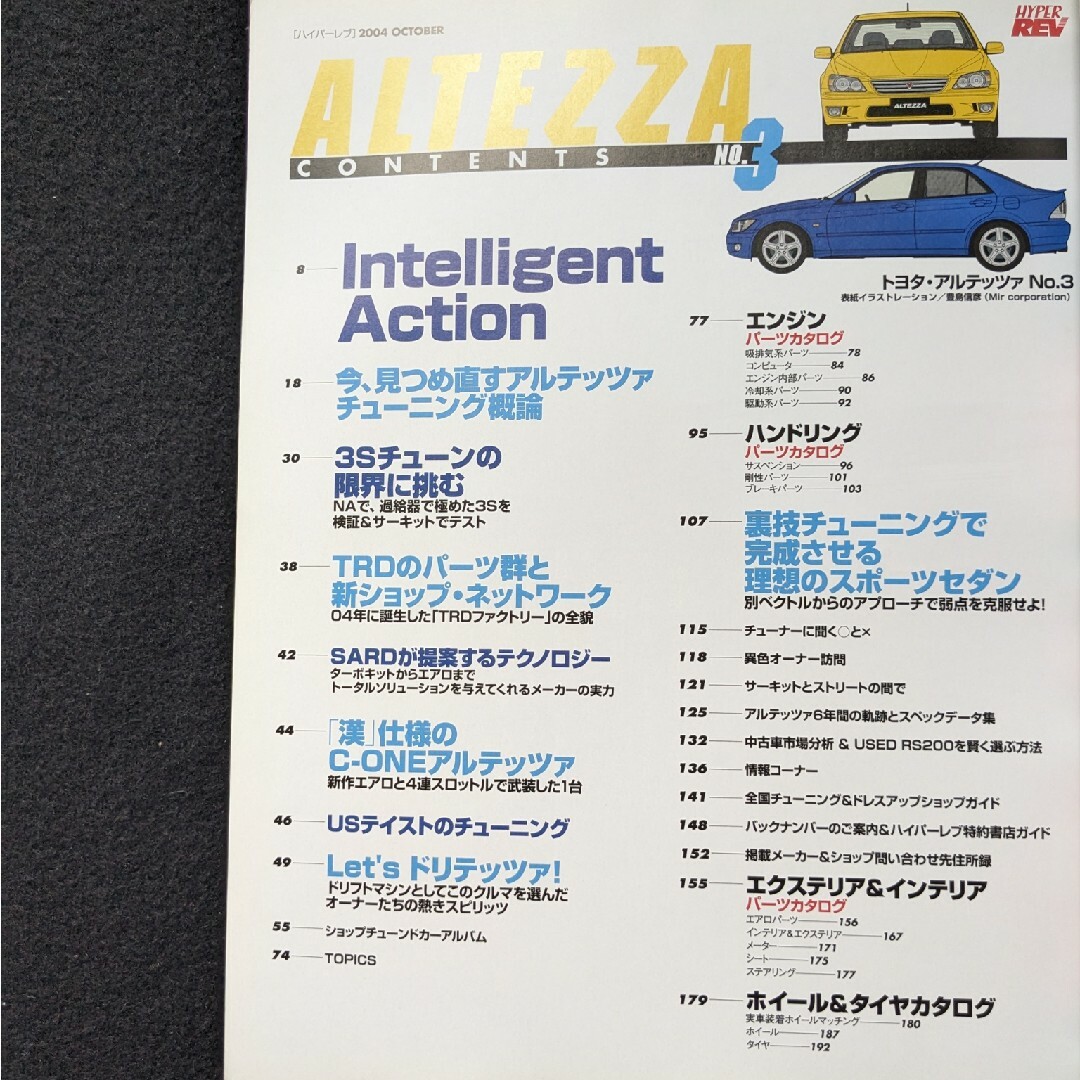 [ハイパーレブ] 2004 OCTOBER
HYPER
REV
ALTEZZA
CONTENTS NO.3
ALTEZZA
トヨタ・アルテッツァ No.3
表紙イラストレーション/豊島信彦 (Mir corporation)
8 Intelligent
Action
18 今、見つめ直すアルテッツァ
チューニング概論
30 3Sチューンの
限界に挑む
NAで、過給器で極めた3Sを
検証&サーキットでテスト
38 TRDのパーツ群と
新ショップ・ネットワーク
04年に誕生した「TRDファクトリー」の全貌
42 SARDが提案するテクノロジー
ターボキットからエアロまで
トータルソリューションを与えてくれるメーカーの実力
44 「漢」仕様の
C-ONEアルテッツァ
新作エアロと4連スロットルで武装した1台
46 USテイストのチューニング
49 Let's ドリテッツァ!
ドリフトマシンとしてこのクルマを選んだ
オーナーたちの熱きスピリッツ
55 ショップチューンドカーアルバム
74 TOPICS
77 エンジン
パーツカタログ
吸排気系パーツ 78
コンピュータ 84
エンジン内部パーツ 86
冷却系パーツ 90
駆動系パーツ 92
95 ハンドリング
パーツカタログ
サスペンション 96
剛性パーツ 101
ブレーキパーツ 103
107 裏技チューニングで
完成させる
理想のスポーツセダン
別ベクトルからのアプローチで弱点を克服せよ!
115 チューナーに聞く○と×
118 異色オーナー訪問
121 サーキットとストリートの間で
125 アルテッツァ6年間の軌跡とスペックデータ集
132 中古車市場分析 & USED RS200を賢く選ぶ方法
136 情報コーナー
141 全国チューニング&ドレスアップショップガイド
148 バックナンバーのご案内&ハイパーレブ特約書店ガイド
152 掲載メーカー&ショップ問い合わせ先住所録
155 エクステリア&インテリア
パーツカタログ
エアロパーツ 156
インテリア&エクステリア 167
メーター 171
シート 175
ステアリング 177
179 ホイール&タイヤカタログ
実車装着ホイールマッチング 180
ホイール 187
タイヤ 192